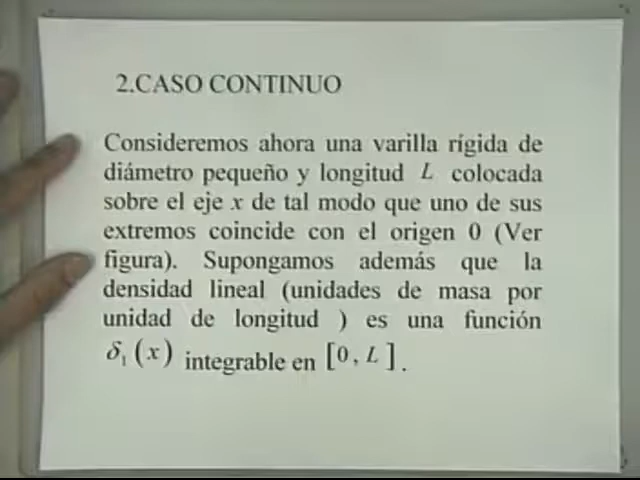 2.CASO CONTINUO
Consideremos ahora una varilla rígida de
diámetro pequeño y longitud L colocada
sobre el eje x de tal modo que uno de sus
extremos coincide con el origen 0 (Ver
figura). Supongamos además que la
densidad lineal (unidades de masa por
unidad de longitud ) es una función
δ₁(x) integrable en [0, L].